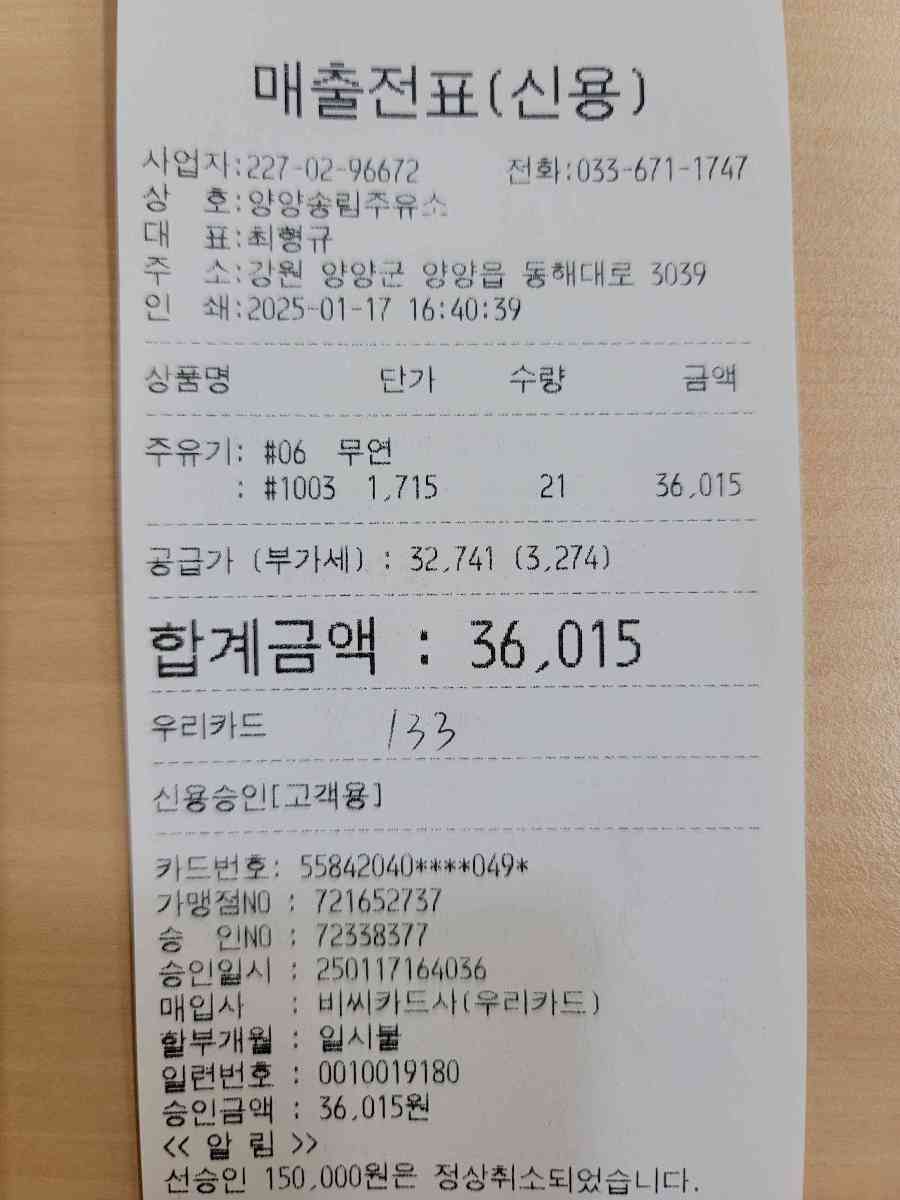 매출전표(신용)
사업자:227-02-96672 전화:033-671-1747
상 호:양양송림주유소
대 표:최형규
주 소:강원 양양군 양양읍 동해대로 3039
인 쇄:2025-01-17 16:40:39
상품명 단가 수량 금액
주유기: #06 무연
: #1003 1,715 21 36,015
공급가 (부가세) : 32,741 (3,274)
합계금액 : 36,015
우리카드 133
신용승인[고객용]
카드번호: 55842040****049*
가맹점NO : 721652737
승 인NO : 72338377
승인일시 : 250117164036
매입사 : 비씨카드사(우리카드)
할부개월 : 일시불
일련번호 : 0010019180
승인금액 : 36,015원
<< 알 림 >>
선승인 150,000원은 정상취소되었습니다.